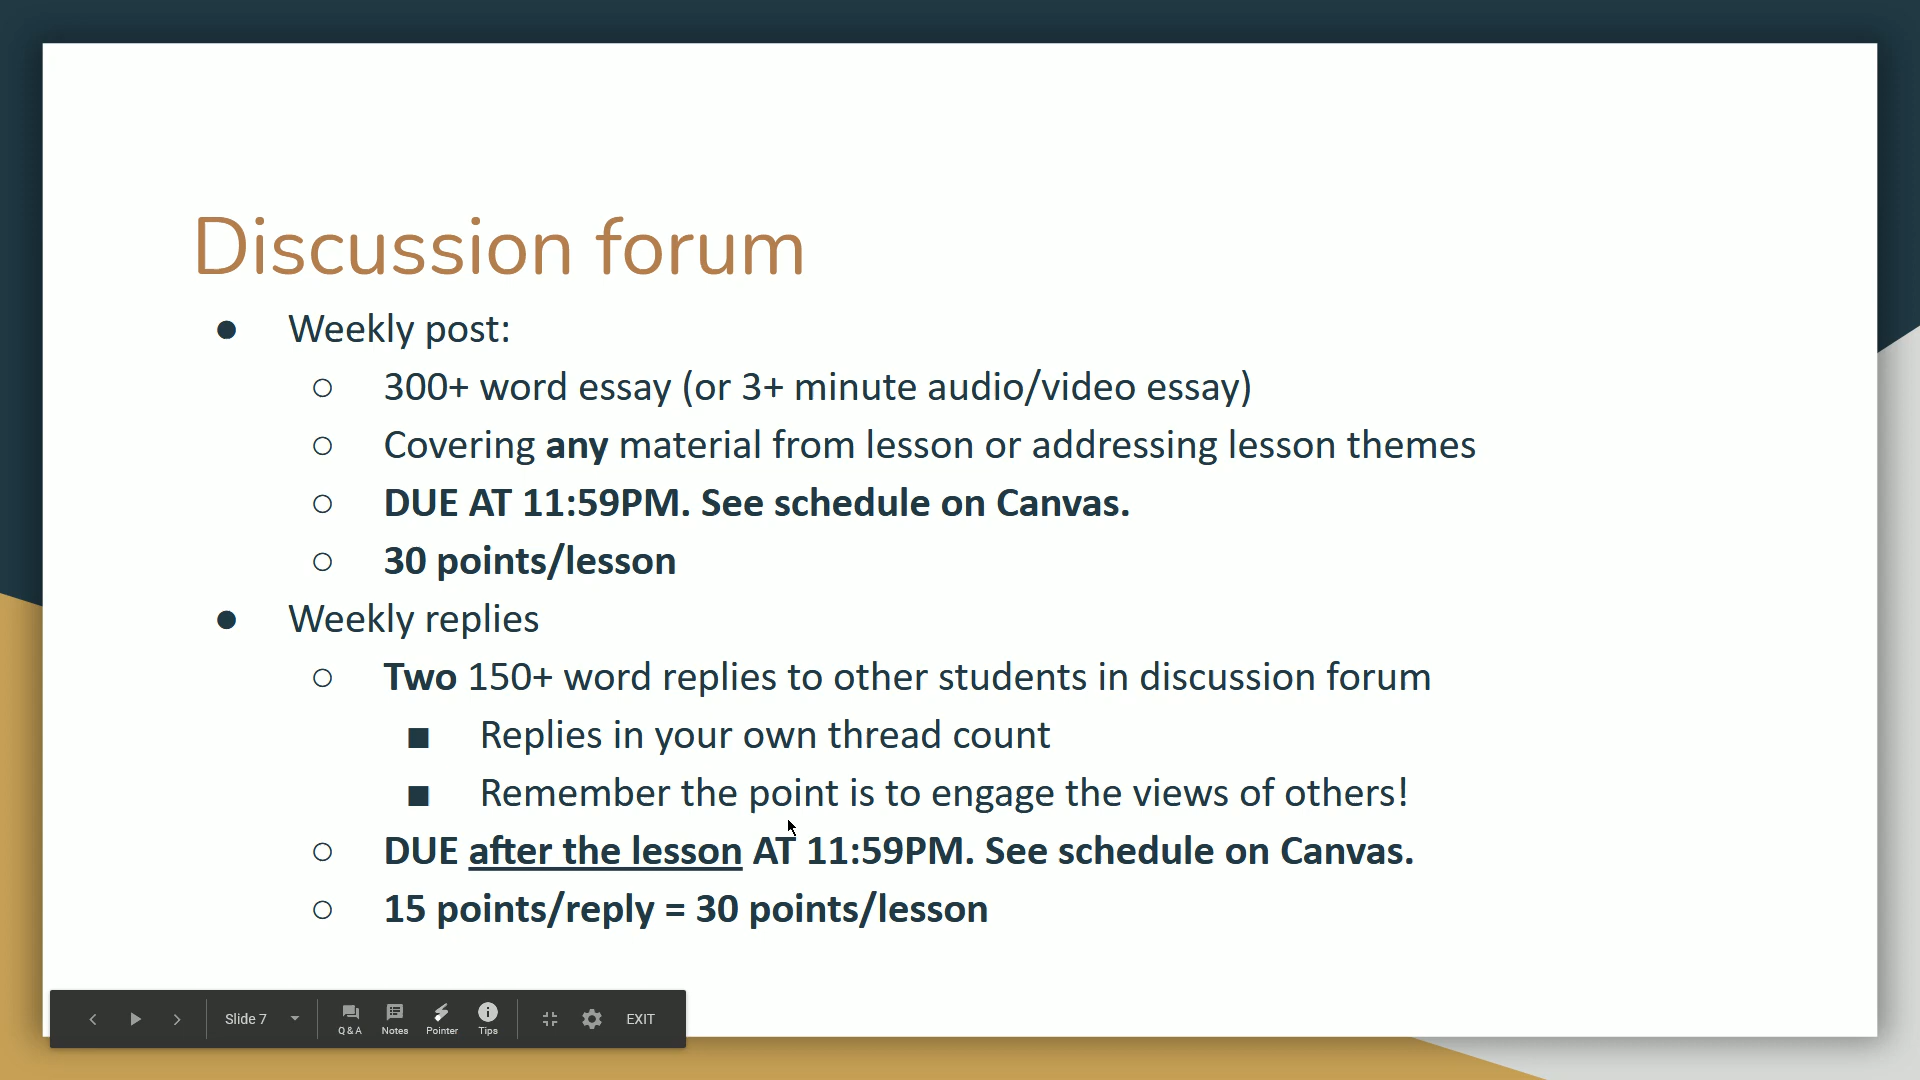 Discussion forum
● Weekly post:
○ 300+ word essay (or 3+ minute audio/video essay)
○ Covering any material from lesson or addressing lesson themes
○ DUE AT 11:59PM. See schedule on Canvas.
○ 30 points/lesson
● Weekly replies
○ Two 150+ word replies to other students in discussion forum
■ Replies in your own thread count
■ Remember the point is to engage the views of others!
○ DUE after the lesson AT 11:59PM. See schedule on Canvas.
○ 15 points/reply = 30 points/lesson
Slide 7 Q & A Notes Pointer Tips EXIT